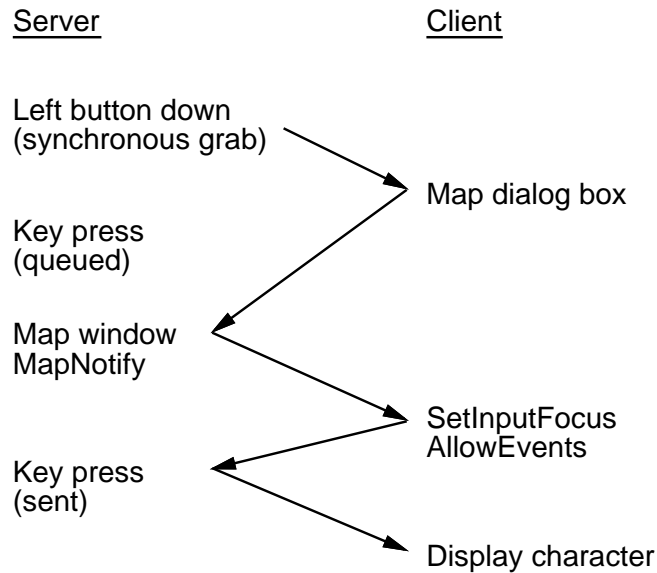 Server
Client
Left button down
(synchronous grab)
Map dialog box
Key press
(queued)
Map window
MapNotify
SetInputFocus
AllowEvents
Key press
(sent)
Display character